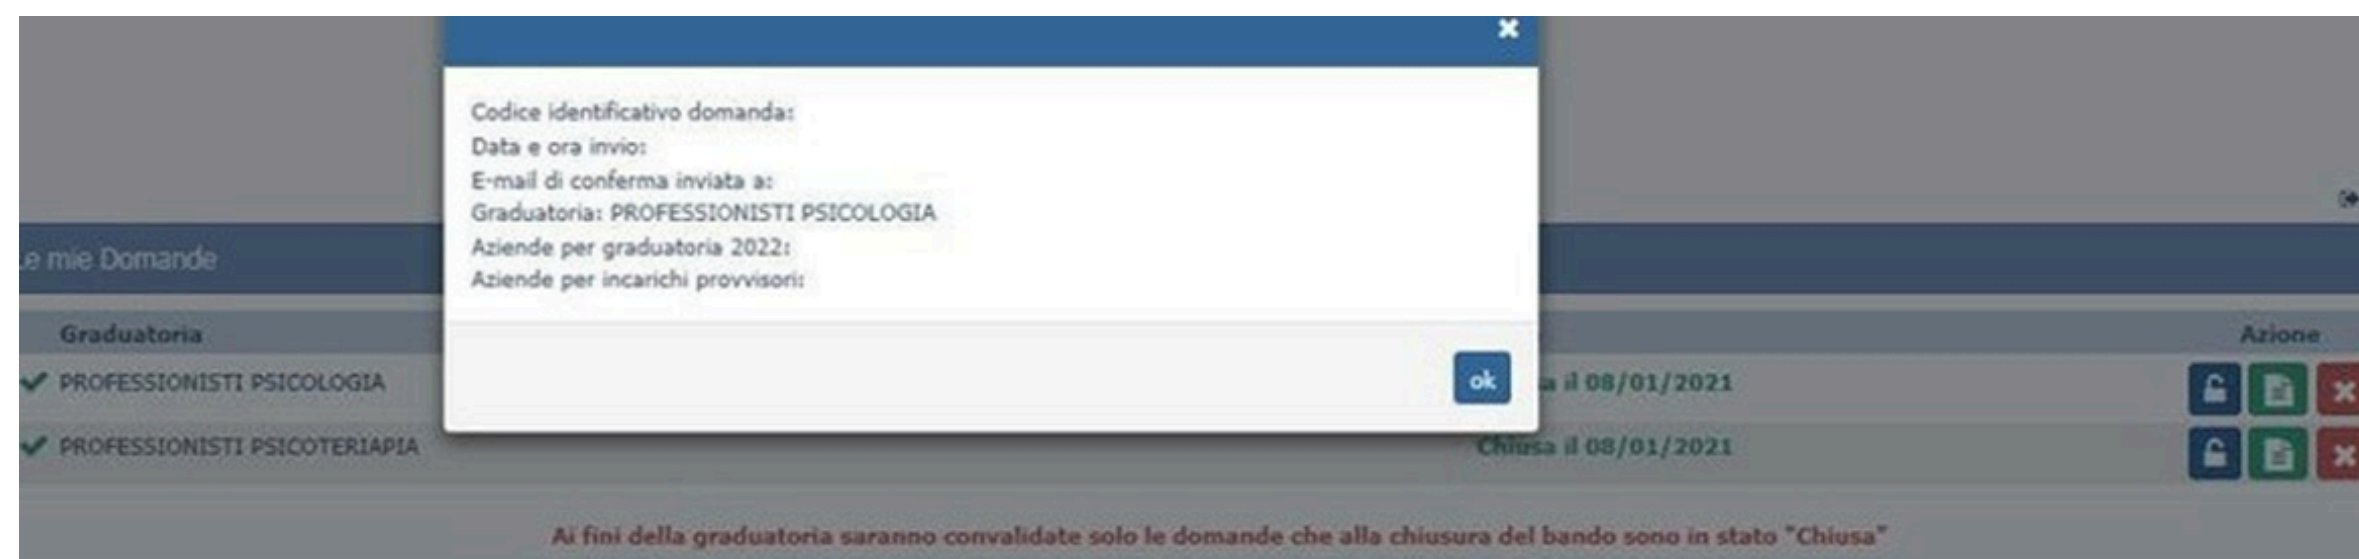 Codice identificativo domanda:
Data e ora invio:
E-mail di conferma inviata a:
Graduatoria: PROFESSIONISTI PSICOLOGIA
Aziende per graduatoria 2022:
Aziende per incarichi provvisori:
ok
e mie Domande
Graduatoria Azione
PROFESSIONISTI PSICOLOGIA a il 08/01/2021
PROFESSIONISTI PSICOTERIAPIA Chiusa il 08/01/2021
Ai fini della graduatoria saranno convalidate solo le domande che alla chiusura del bando sono in stato "Chiusa"